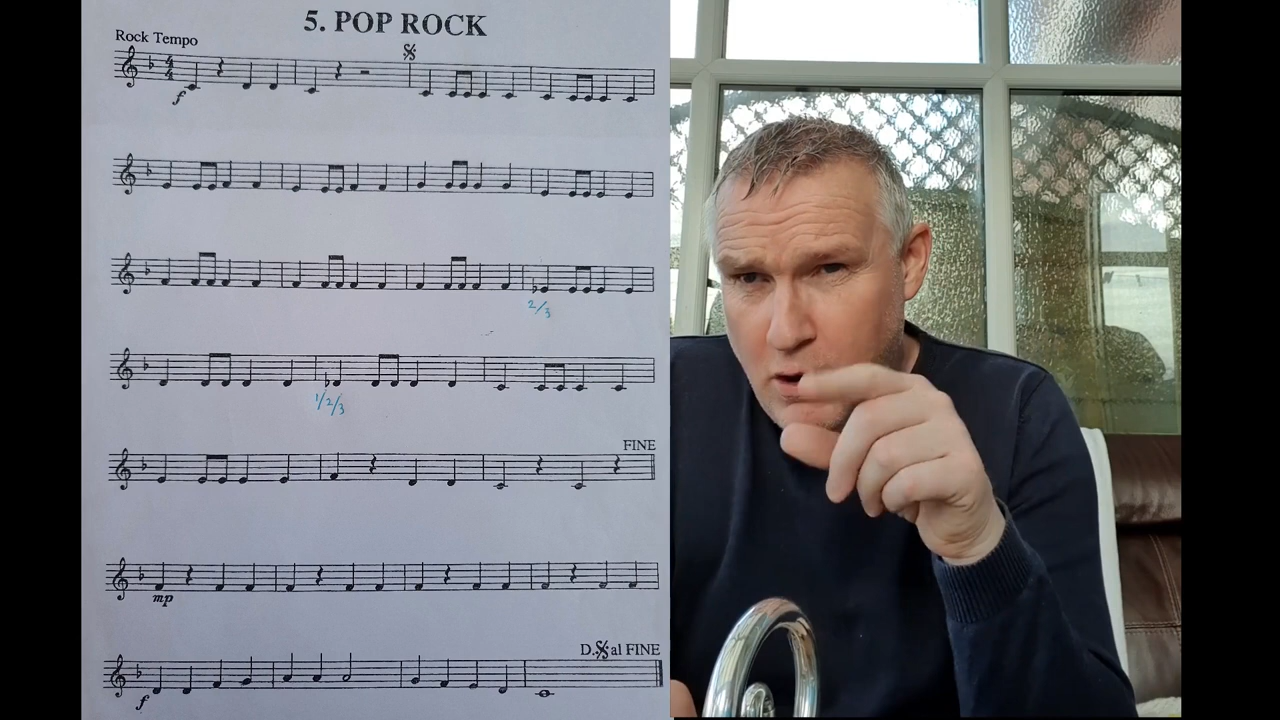 5. POP ROCK
Rock Tempo
f
2/3
1/2/3
FINE
mp
D.𝄋al FINE
f